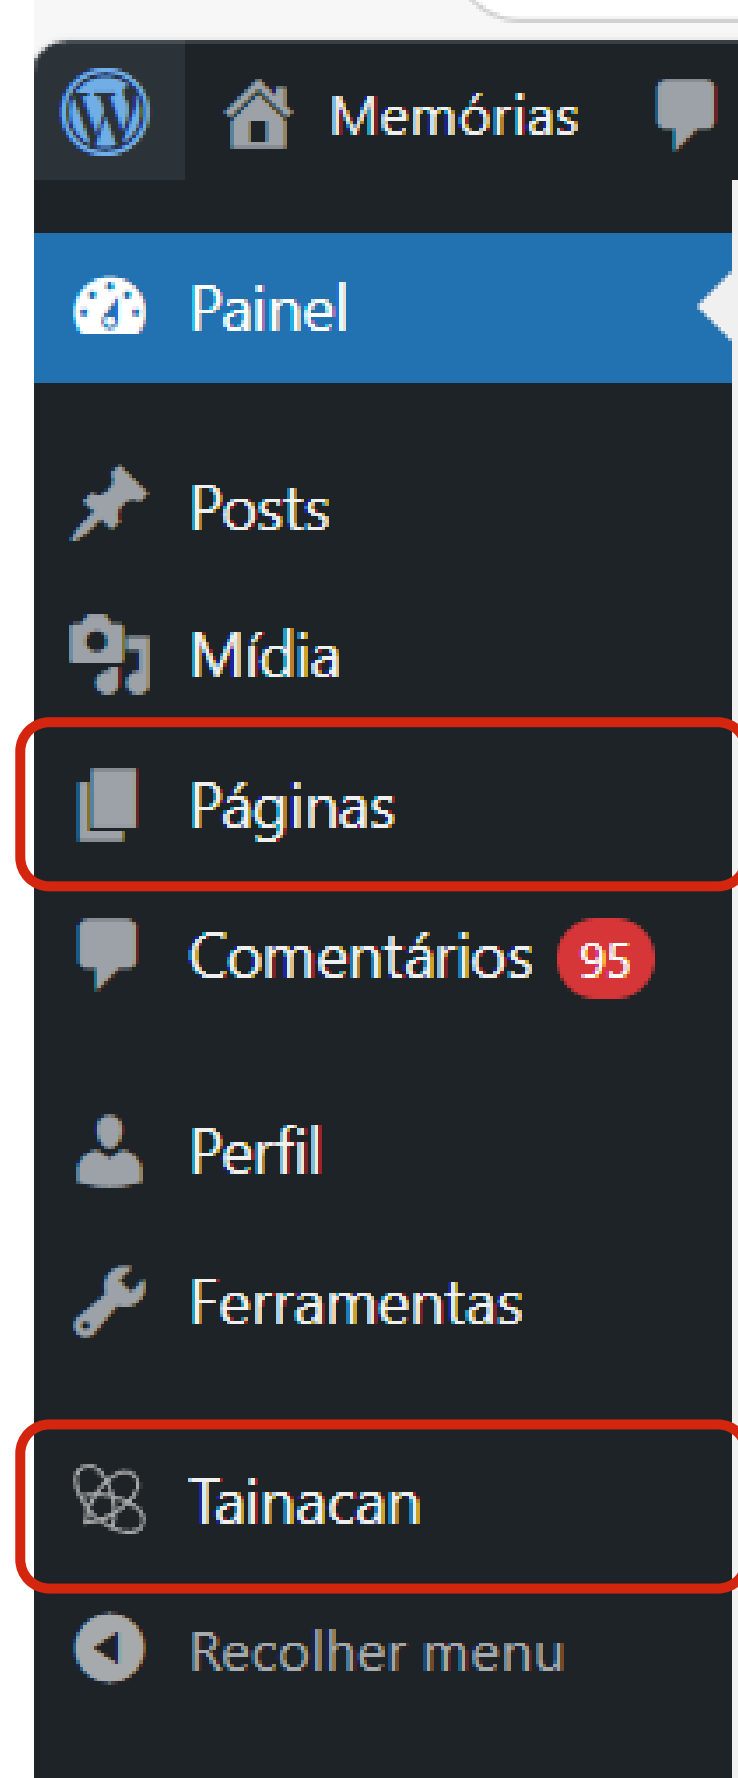 Memórias
Painel
Posts
Mídia
Páginas
Comentários 95
Perfil
Ferramentas
Tainacan
Recolher menu